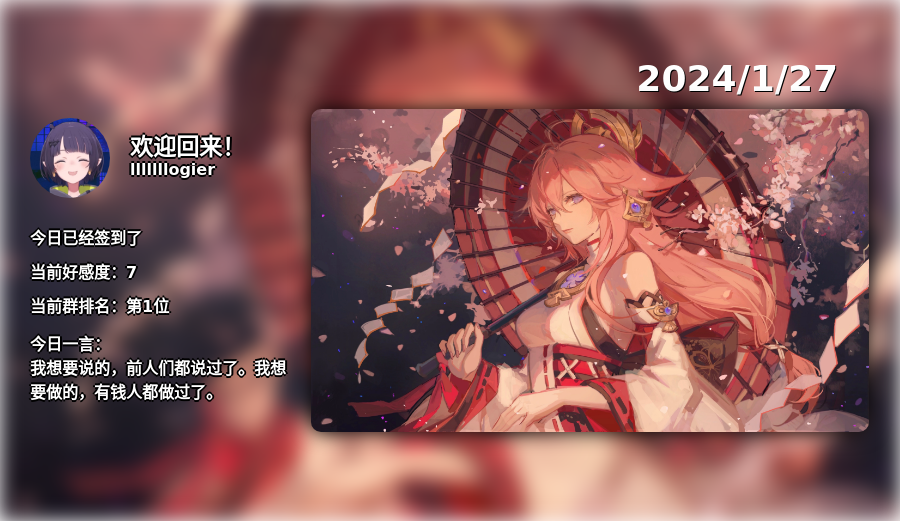 2024/1/27
欢迎回来!
lllllllogier
今日已经签到了
当前好感度：7
当前群排名：第1位
今日一言：
我想要说的，前人们都说过了。我想
要做的，有钱人都做过了。